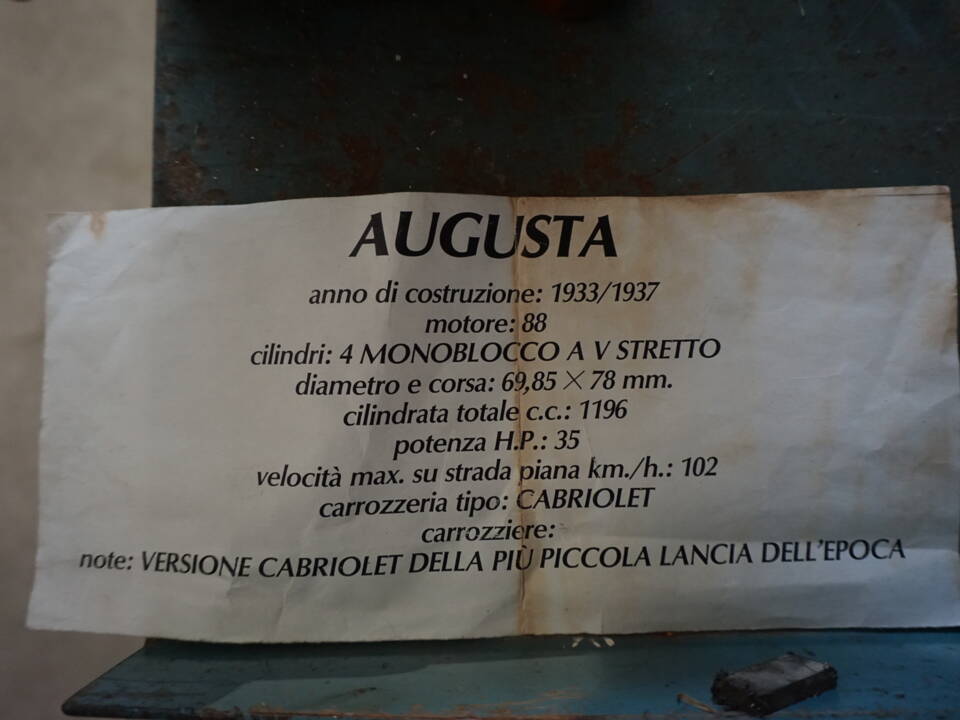 AUGUSTA
anno di costruzione: 1933/1937
motore: 88
cilindri: 4 MONOBLOCCO A V STRETTO
diametro e corsa: 69,85 × 78 mm.
cilindrata totale c.c.: 1196
potenza H.P.: 35
velocità max. su strada piana km./h.: 102
carrozzeria tipo: CABRIOLET
carrozziere:
note: VERSIONE CABRIOLET DELLA PIÙ PICCOLA LANCIA DELL'EPOCA